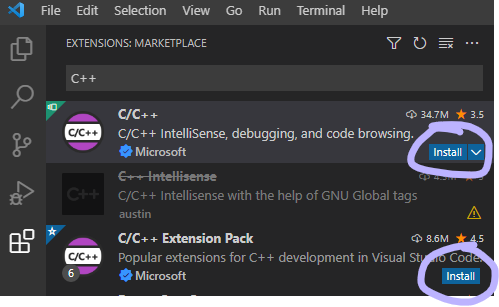 File Edit Selection View Go Run Terminal Help
EXTENSIONS: MARKETPLACE
C++
C/C++ 34.7M 3.5
C/C++ IntelliSense, debugging, and code browsing.
Microsoft Install
C++ Intellisense
C/C++ Intellisense with the help of GNU Global tags
austin
C/C++ Extension Pack 8.6M 4.5
Popular extensions for C++ development in Visual Studio Code.
6 Microsoft Install